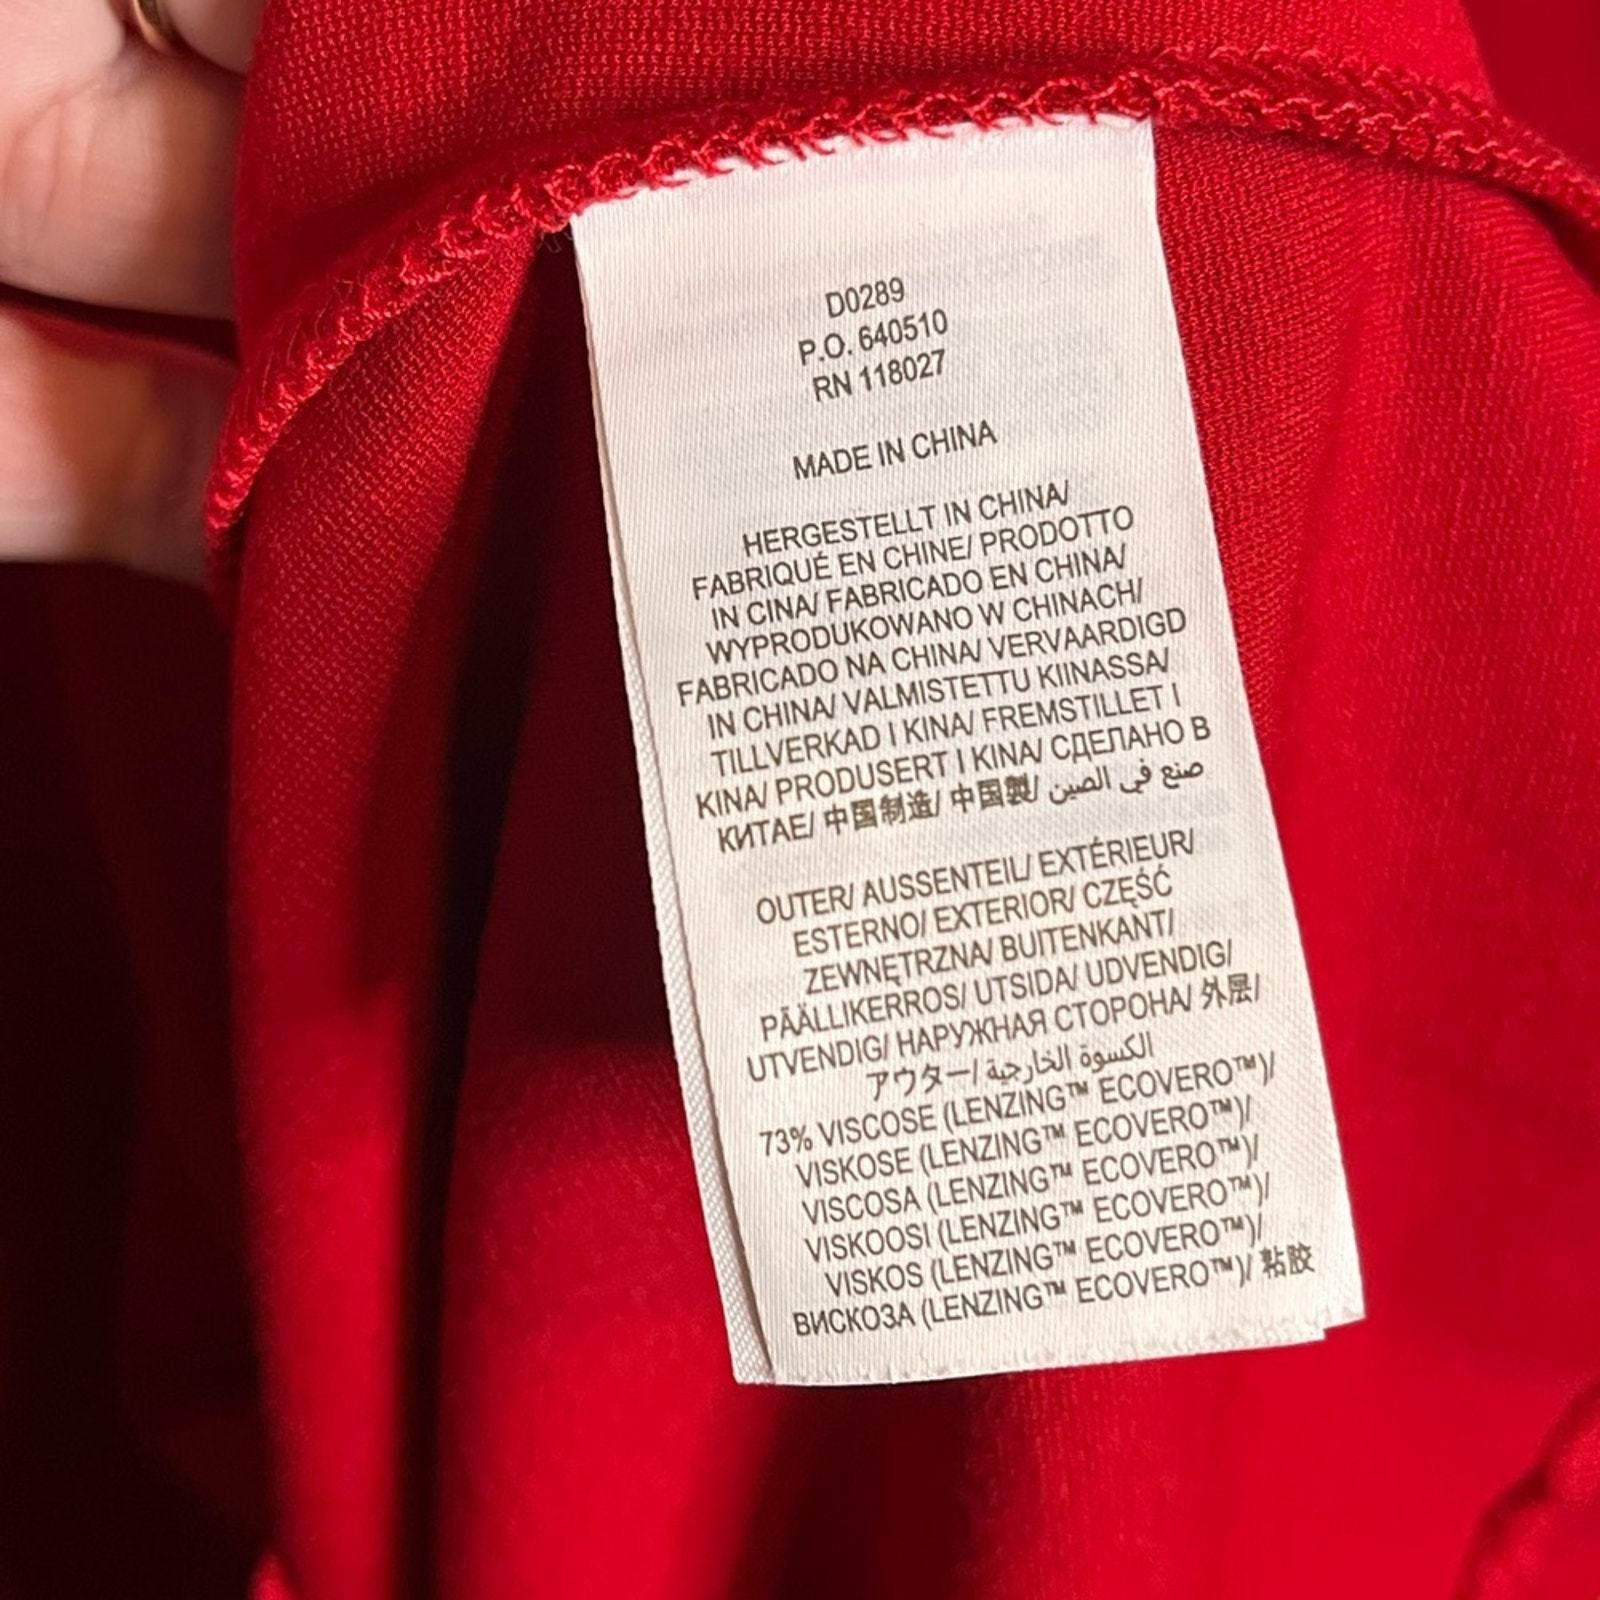 D0289
P.O. 640510
RN 118027
MADE IN CHINA
HERGESTELLT IN CHINA/
FABRIQUÉ EN CHINE/ PRODOTTO
IN CINA/ FABRICADO EN CHINA/
WYPRODUKOWANO W CHINACH/
FABRICADO NA CHINA/ VERVAARDIGD
IN CHINA/ VALMISTETTU KIINASSA/
TILLVERKAD I KINA/ FREMSTILLET I
KINA/ PRODUSERT I KINA/ СДЕЛАНО В
КИТАЕ/ 中国制造/ 中国製/ صنع في الصين
OUTER/ AUSSENTEIL/ EXTÉRIEUR/
ESTERNO/ EXTERIOR/ CZĘŚĆ
ZEWNĘTRZNA/ BUITENKANT/
PÄÄLLIKERROS/ UTSIDA/ UDVENDIG/
UTVENDIG/ НАРУЖНАЯ СТОРОНА/ 外层/
アウター/ الكسوة الخارجية
73% VISCOSE (LENZING™ ECOVERO™)/
VISKOSE (LENZING™ ECOVERO™)/
VISCOSA (LENZING™ ECOVERO™)/
VISKOOSI (LENZING™ ECOVERO™)/
VISKOS (LENZING™ ECOVERO™)/
ВИСКОЗА (LENZING™ ECOVERO™)/ 粘胶